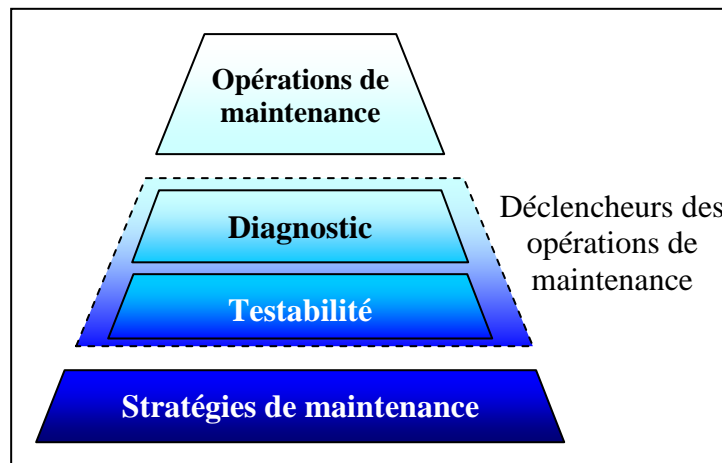 Opérations de
maintenance
Diagnostic
Déclencheurs des
opérations de
maintenance
Testabilité
Stratégies de maintenance